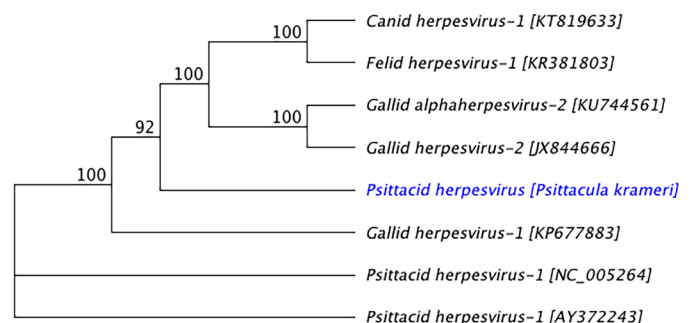 Canid herpesvirus-1 [KT819633]
100
Felid herpesvirus-1 [KR381803]
100
Gallid alphaherpesvirus-2 [KU744561]
100
92
Gallid herpesvirus-2 [JX844666]
Psittacid herpesvirus [Psittacula krameri]
100
Gallid herpesvirus-1 [KP677883]
Psittacid herpesvirus-1 [NC_005264]
Psittacid herpesvirus-1 [AY372243]